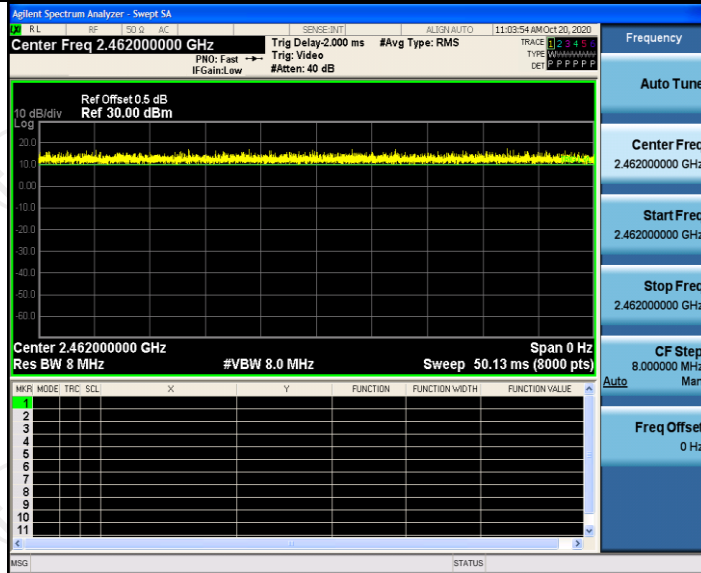 Agilent Spectrum Analyzer - Swept SA
RL RF 50 Ω AC SENSE:INT ALIGN AUTO 11:03:54 AM Oct 20, 2020
Center Freq 2.462000000 GHz
PNO: Fast
IFGain:Low
Trig Delay-2.000 ms
Trig: Video
#Atten: 40 dB
#Avg Type: RMS
TRACE 1 2 3 4 5 6
TYPE
DET P P P P P P
Ref Offset 0.5 dB
10 dB/div Ref 30.00 dBm
Log
20.0
10.0
0.00
-10.0
-20.0
-30.0
-40.0
-50.0
-60.0
Center 2.462000000 GHz Span 0 Hz
Res BW 8 MHz #VBW 8.0 MHz Sweep 50.13 ms (8000 pts)
MKR MODE TRC SCL X Y FUNCTION FUNCTION WIDTH FUNCTION VALUE
1
2
3
4
5
6
7
8
9
10
11
MSG STATUS
Frequency
Auto Tune
Center Freq
2.462000000 GHz
Start Freq
2.462000000 GHz
Stop Freq
2.462000000 GHz
CF Step
8.000000 MHz
Auto Man
Freq Offset
0 Hz